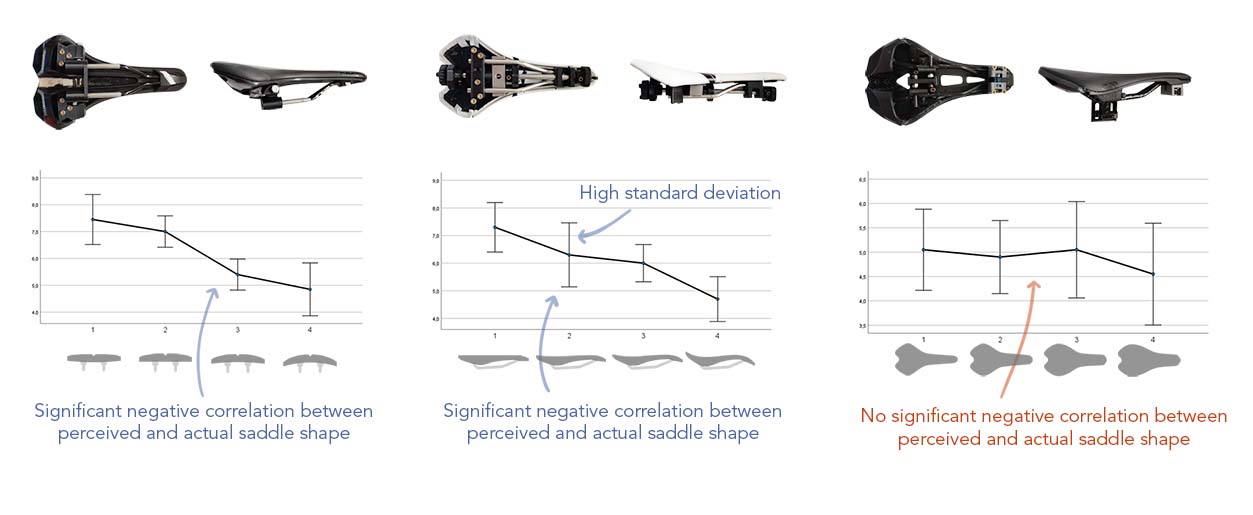 High standard deviation
9,0
8,0
7,0
6,0
5,0
4,0
1 2 3 4
9,0
8,0
7,0
6,0
5,0
4,0
1 2 3 4
6,5
6,0
5,5
5,0
4,5
4,0
3,5
1 2 3 4
Significant negative correlation between
perceived and actual saddle shape
Significant negative correlation between
perceived and actual saddle shape
No significant negative correlation between
perceived and actual saddle shape